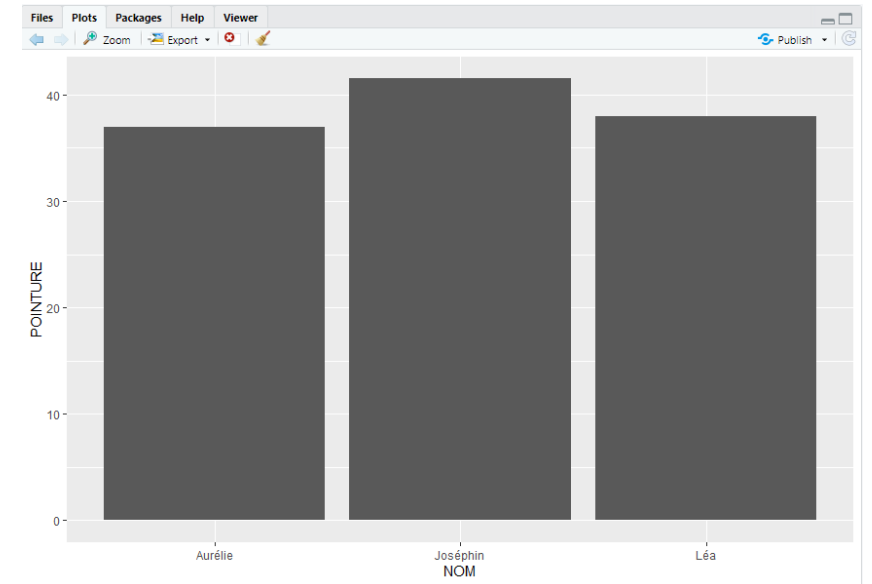 Files Plots Packages Help Viewer
Zoom Export Publish
40
30
20
10
0
POINTURE
Aurélie Joséphin Léa
NOM